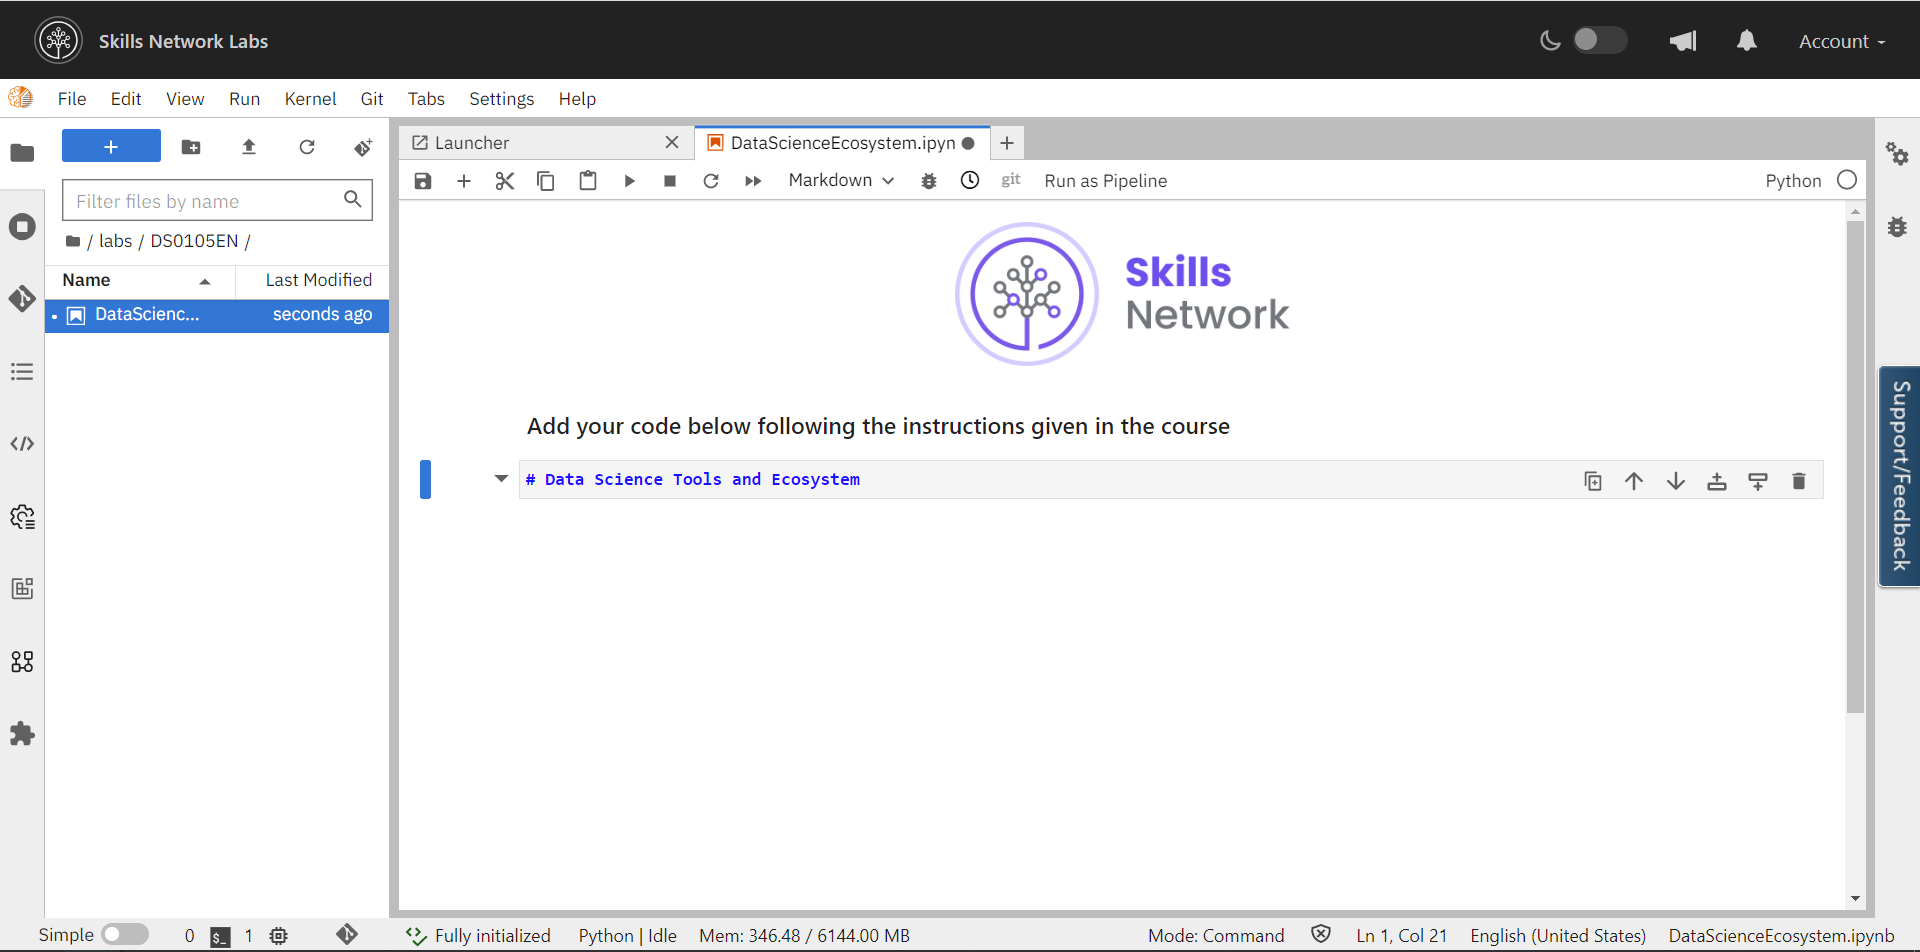 Skills Network Labs
Account
File Edit View Run Kernel Git Tabs Settings Help
Launcher
DataScienceEcosystem.ipyn
Markdown
git
Run as Pipeline
Python
Filter files by name
/ labs / DS0105EN /
Name
Last Modified
DataScienc...
seconds ago
Skills
Network
Add your code below following the instructions given in the course
# Data Science Tools and Ecosystem
Support/Feedback
Simple
0
$_
1
Fully initialized
Python | Idle
Mem: 346.48 / 6144.00 MB
Mode: Command
Ln 1, Col 21
English (United States)
DataScienceEcosystem.ipynb